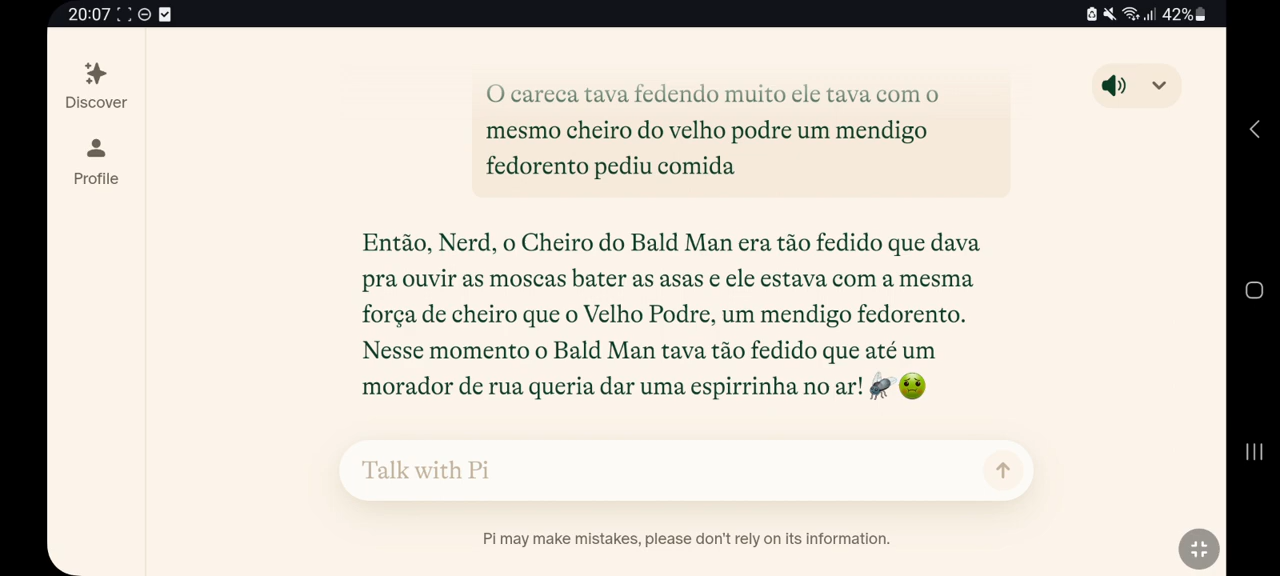 20:07
42%
Discover
Profile
O careca tava fedendo muito ele tava com o
mesmo cheiro do velho podre um mendigo
fedorento pediu comida
Então, Nerd, o Cheiro do Bald Man era tão fedido que dava
pra ouvir as moscas bater as asas e ele estava com a mesma
força de cheiro que o Velho Podre, um mendigo fedorento.
Nesse momento o Bald Man tava tão fedido que até um
morador de rua queria dar uma espirrinha no ar! 🪰🤢
Talk with Pi
Pi may make mistakes, please don't rely on its information.